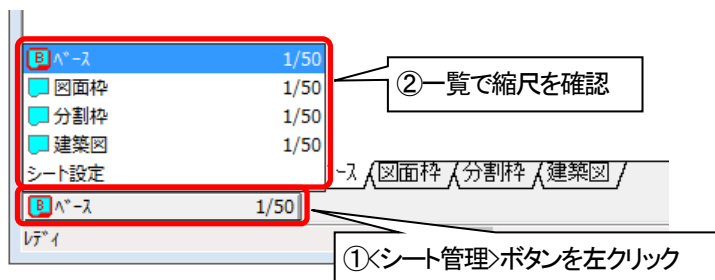 B ﾍﾞｰｽ 1/50
図面枠 1/50
分割枠 1/50
建築図 1/50
シート設定
②一覧で縮尺を確認
ｰｽ 図面枠 分割枠 建築図
B ﾍﾞｰｽ 1/50
ﾚﾃﾞｨ
①<シート管理>ボタンを左クリック